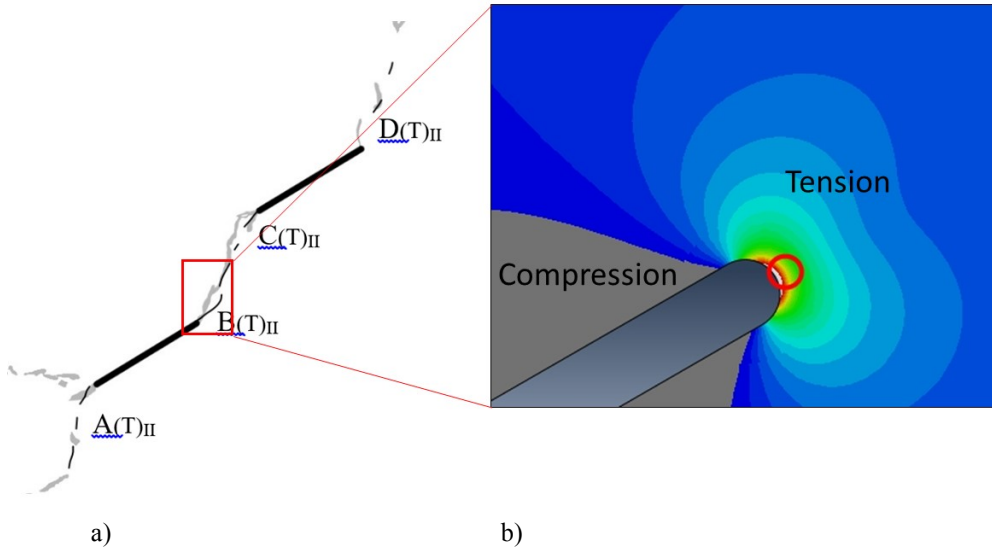 D(T)II
C(T)II
B(T)II
A(T)II
Tension
Compression
a)
b)